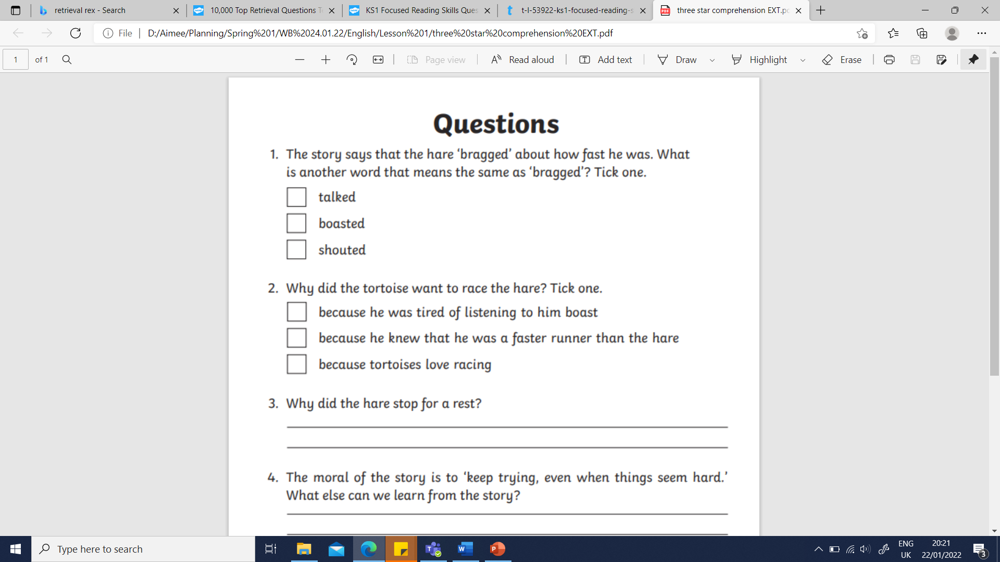 retrieval rex - Search
10,000 Top Retrieval Questions T
KS1 Focused Reading Skills Ques
t-l-53922-ks1-focused-reading-s
three star comprehension EXT.pd
File
D:/Aimee/Planning/Spring%201/WB%2024.01.22/English/Lesson%201/three%20star%20comprehension%20EXT.pdf
1 of 1
Page view
Read aloud
Add text
Draw
Highlight
Erase
Questions
1. The story says that the hare ‘bragged’ about how fast he was. What
is another word that means the same as ‘bragged’? Tick one.
talked
boasted
shouted
2. Why did the tortoise want to race the hare? Tick one.
because he was tired of listening to him boast
because he knew that he was a faster runner than the hare
because tortoises love racing
3. Why did the hare stop for a rest?
4. The moral of the story is to ‘keep trying, even when things seem hard.’
What else can we learn from the story?
Type here to search
ENG
UK
20:21
22/01/2022
3